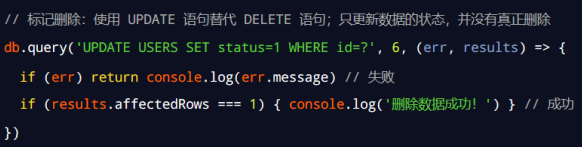 // 标记删除：使用 UPDATE 语句替代 DELETE 语句；只更新数据的状态，并没有真正删除
db.query('UPDATE USERS SET status=1 WHERE id=?', 6, (err, results) => {
if (err) return console.log(err.message) // 失败
if (results.affectedRows === 1) { console.log('删除数据成功！') } // 成功
})